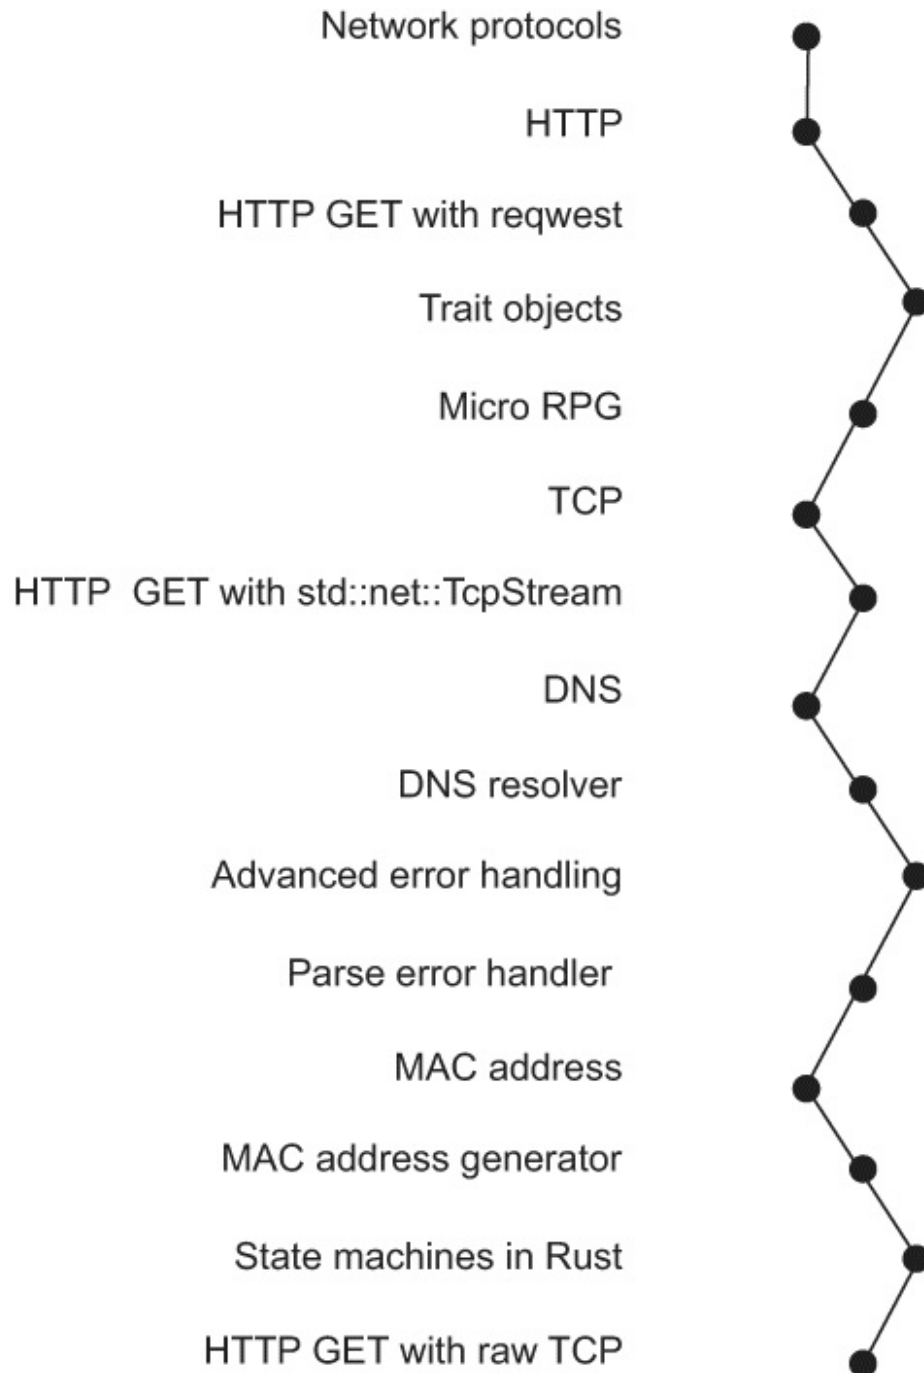 Network protocols
HTTP
HTTP GET with reqwest
Trait objects
Micro RPG
TCP
HTTP GET with std::net::TcpStream
DNS
DNS resolver
Advanced error handling
Parse error handler
MAC address
MAC address generator
State machines in Rust
HTTP GET with raw TCP